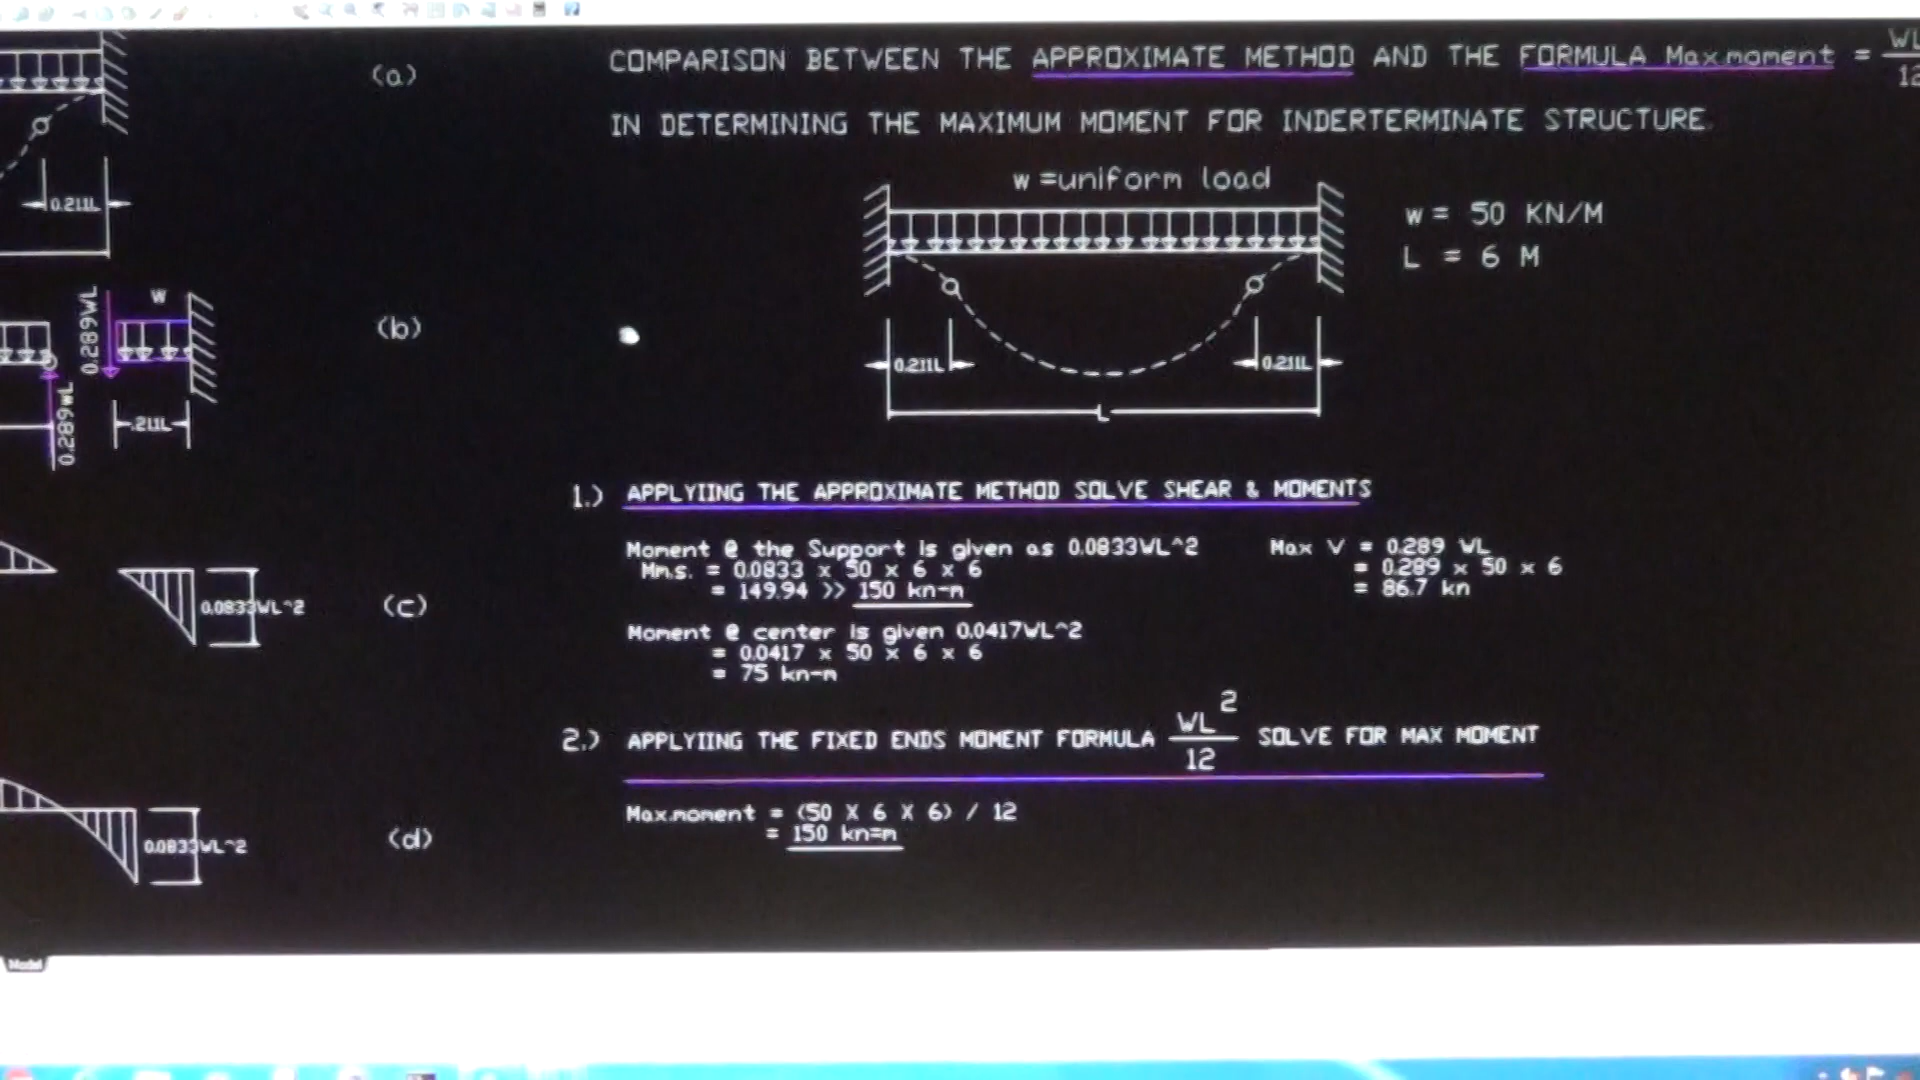 COMPARISON BETWEEN THE APPROXIMATE METHOD AND THE FORMULA Max.moment = WL
12
IN DETERMINING THE MAXIMUM MOMENT FOR INDERTERMINATE STRUCTURE.
(a)
0.211L
w =uniform load
w = 50 KN/M
L = 6 M
0.211L
0.211L
L
0.289WL
W
(b)
0.289WL
.211L
1.) APPLYIING THE APPROXIMATE METHOD SOLVE SHEAR & MOMENTS
Moment @ the Support is given as 0.0833WL^2
Mm.s. = 0.0833 x 50 x 6 x 6
= 149.94 >> 150 kn-m
Max V = 0.289 WL
= 0.289 x 50 x 6
= 86.7 kn
0.0833WL^2
(c)
Moment @ center is given 0.0417WL^2
= 0.0417 x 50 x 6 x 6
= 75 kn-m
2.) APPLYIING THE FIXED ENDS MOMENT FORMULA WL^2/12 SOLVE FOR MAX MOMENT
Max.moment = (50 X 6 X 6) / 12
= 150 kn=m
0.0833WL^2
(d)
Model